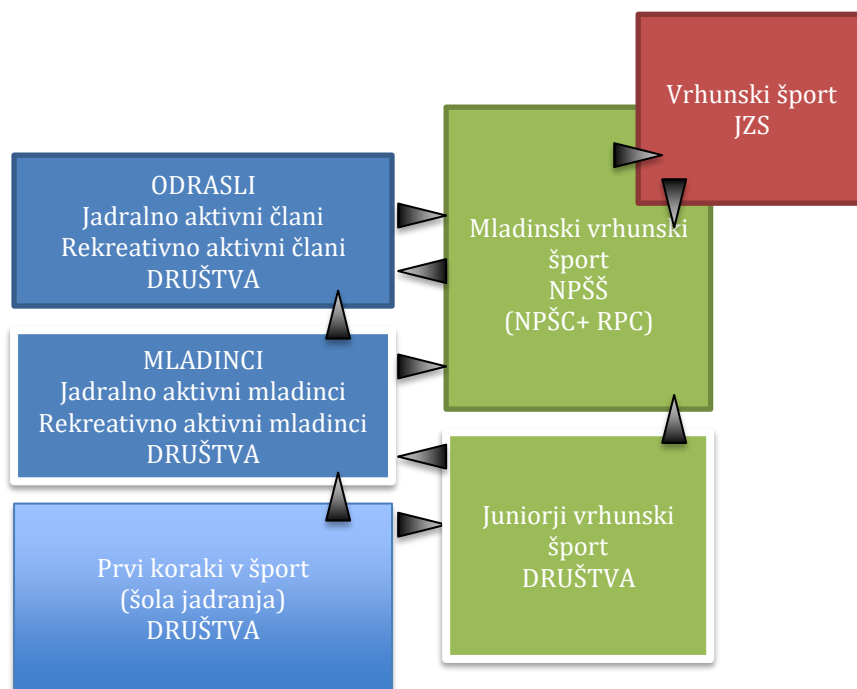 Vrhunski šport
JZS
ODRASLI
Jadralno aktivni člani
Rekreativno aktivni člani
DRUŠTVA
Mladinski vrhunski
šport
NPŠŠ
(NPŠC+ RPC)
MLADINCI
Jadralno aktivni mladinci
Rekreativno aktivni mladinci
DRUŠTVA
Juniorji vrhunski
šport
DRUŠTVA
Prvi koraki v šport
(šola jadranja)
DRUŠTVA